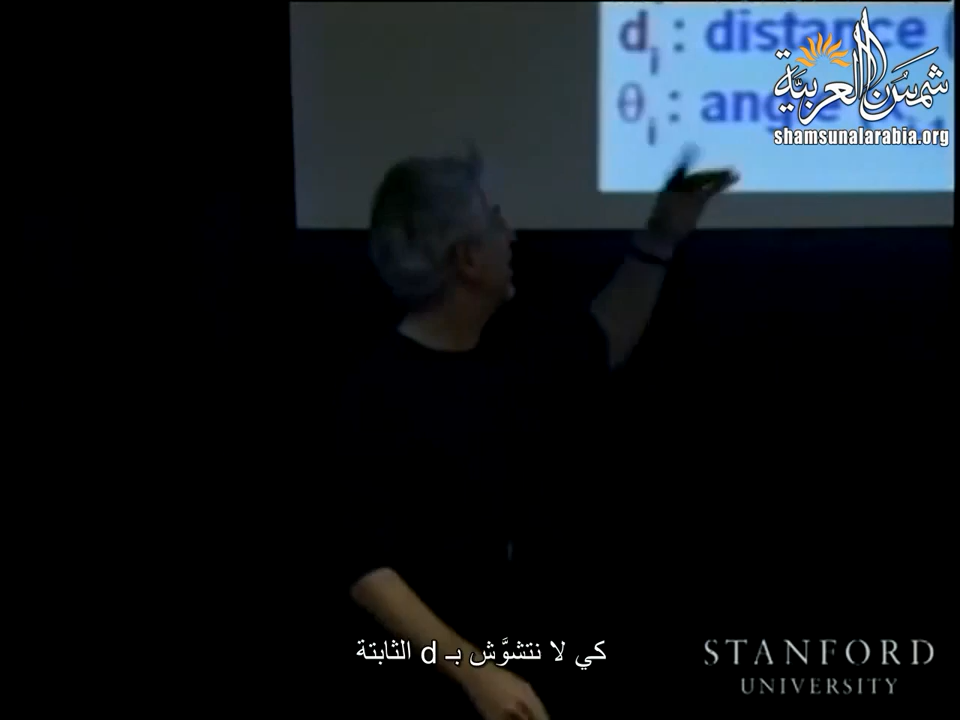 d i : distance (
θ i : angle
شمس العربية
shamsunalarabia.org
كي لا نتشوَّش بـ d الثابتة
STANFORD
UNIVERSITY